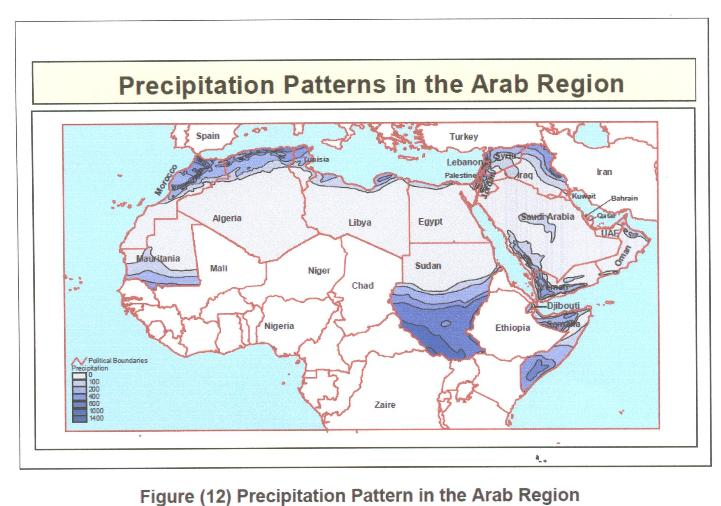 Precipitation Patterns in the Arab Region
Spain
Turkey
Tunisia
Lebanon
Syria
Morocco
Palestine
Jordan
Iraq
Iran
Kuwait
Bahrain
Algeria
Libya
Egypt
Saudi Arabia
Qatar
UAE
Oman
Mauritania
Mali
Niger
Chad
Sudan
Yemen
Djibouti
Nigeria
Ethiopia
Somalia
Zaire
Political Boundaries
Precipitation
0
100
200
400
600
1000
1400
Figure (12) Precipitation Pattern in the Arab Region